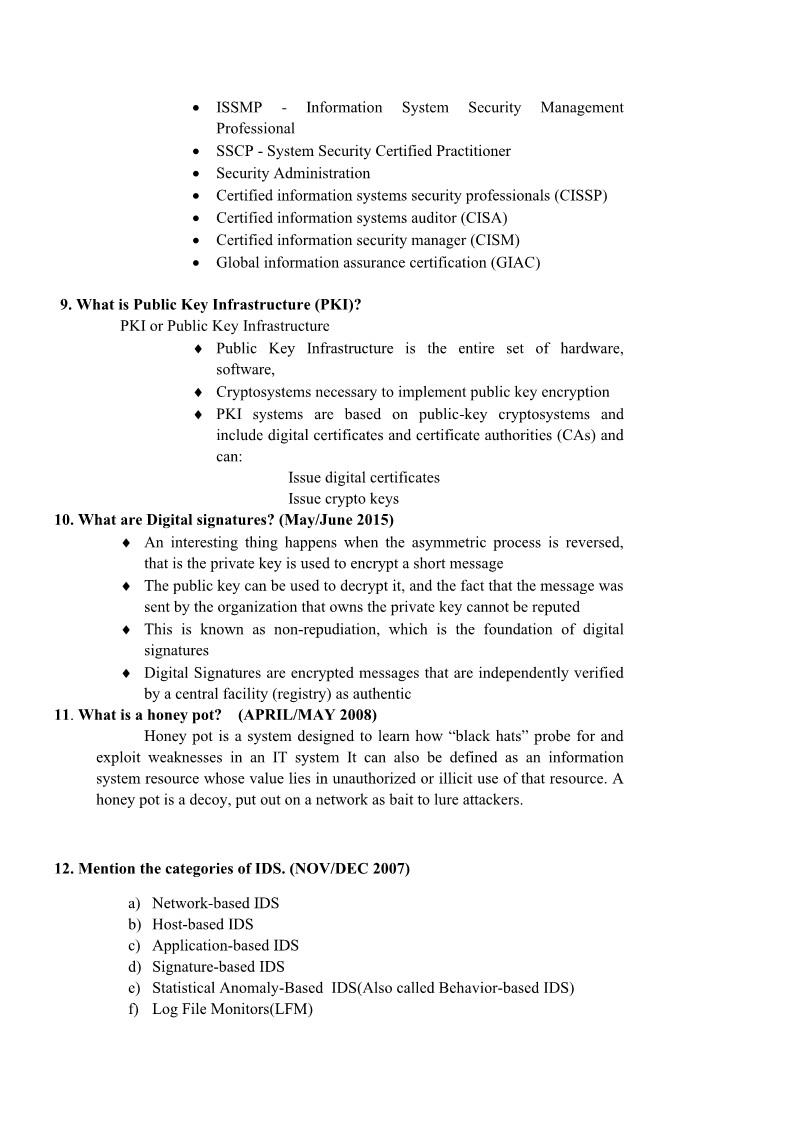 • ISSMP - Information System Security Management
Professional
• SSCP - System Security Certified Practitioner
• Security Administration
• Certified information systems security professionals (CISSP)
• Certified information systems auditor (CISA)
• Certified information security manager (CISM)
• Global information assurance certification (GIAC)
9. What is Public Key Infrastructure (PKI)?
PKI or Public Key Infrastructure
♦ Public Key Infrastructure is the entire set of hardware,
software,
♦ Cryptosystems necessary to implement public key encryption
♦ PKI systems are based on public-key cryptosystems and
include digital certificates and certificate authorities (CAs) and
can:
Issue digital certificates
Issue crypto keys
10. What are Digital signatures? (May/June 2015)
♦ An interesting thing happens when the asymmetric process is reversed,
that is the private key is used to encrypt a short message
♦ The public key can be used to decrypt it, and the fact that the message was
sent by the organization that owns the private key cannot be reputed
♦ This is known as non-repudiation, which is the foundation of digital
signatures
♦ Digital Signatures are encrypted messages that are independently verified
by a central facility (registry) as authentic
11. What is a honey pot? (APRIL/MAY 2008)
Honey pot is a system designed to learn how “black hats” probe for and
exploit weaknesses in an IT system It can also be defined as an information
system resource whose value lies in unauthorized or illicit use of that resource. A
honey pot is a decoy, put out on a network as bait to lure attackers.
12. Mention the categories of IDS. (NOV/DEC 2007)
a) Network-based IDS
b) Host-based IDS
c) Application-based IDS
d) Signature-based IDS
e) Statistical Anomaly-Based IDS(Also called Behavior-based IDS)
f) Log File Monitors(LFM)